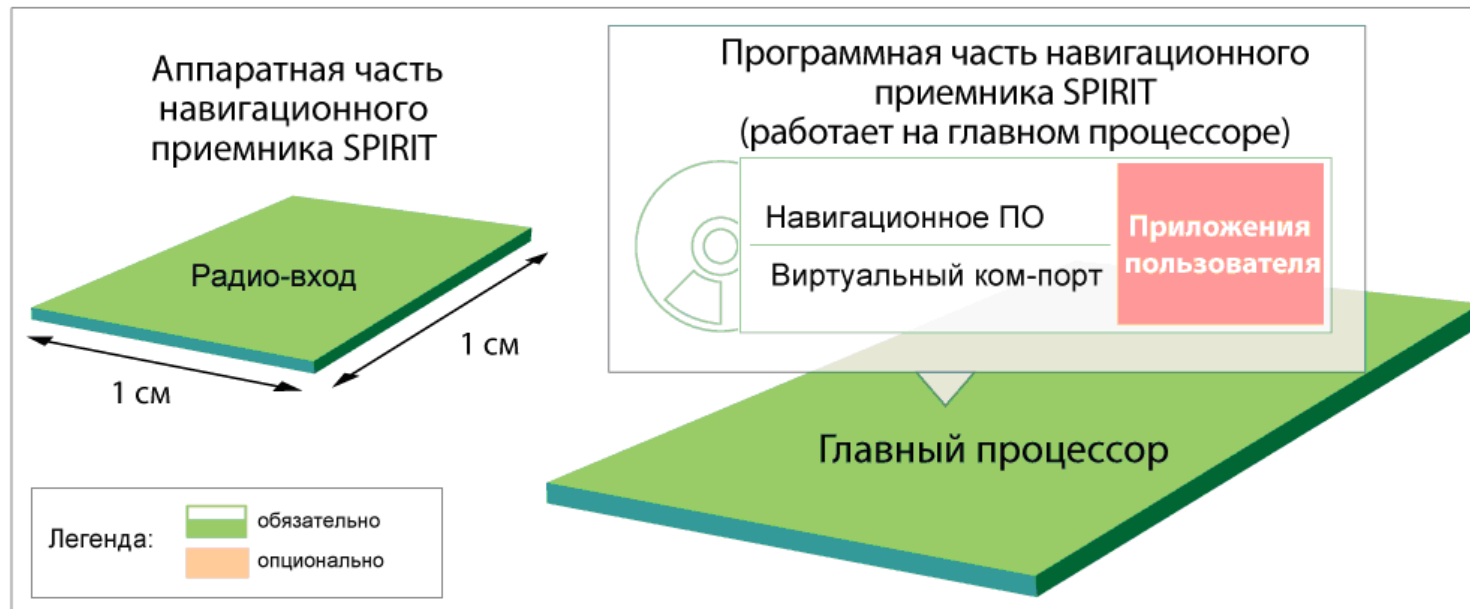 Аппаратная часть
навигационного
приемника SPIRIT
Радио-вход
1 см
1 см
Программная часть навигационного
приемника SPIRIT
(работает на главном процессоре)
Навигационное ПО
Виртуальный ком-порт
Приложения
пользователя
Главный процессор
Легенда:
обязательно
опционально